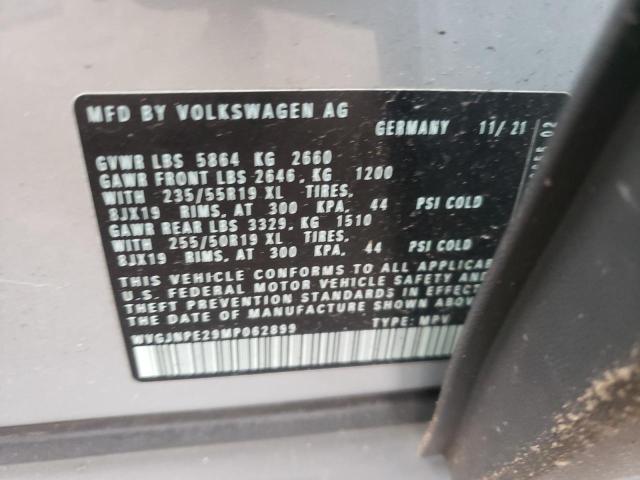 MFD BY VOLKSWAGEN AG
GERMANY 11/21
GVWR LBS 5864 KG 2660
GAWR FRONT LBS 2646, KG 1200
WITH 235/55R19 XL TIRES,
8JX19 RIMS, AT 300 KPA, 44 PSI COLD
GAWR REAR LBS 3329, KG 1510
WITH 255/50R19 XL TIRES,
8JX19 RIMS, AT 300 KPA, 44 PSI COLD
THIS VEHICLE CONFORMS TO ALL APPLICAB
U.S. FEDERAL MOTOR VEHICLE SAFETY AND
THEFT PREVENTION STANDARDS IN EFFECT
THE DATE OF MANUFACTURE SHOWN ABOVE
WVGJNPE29MP062899 TYPE: MPV